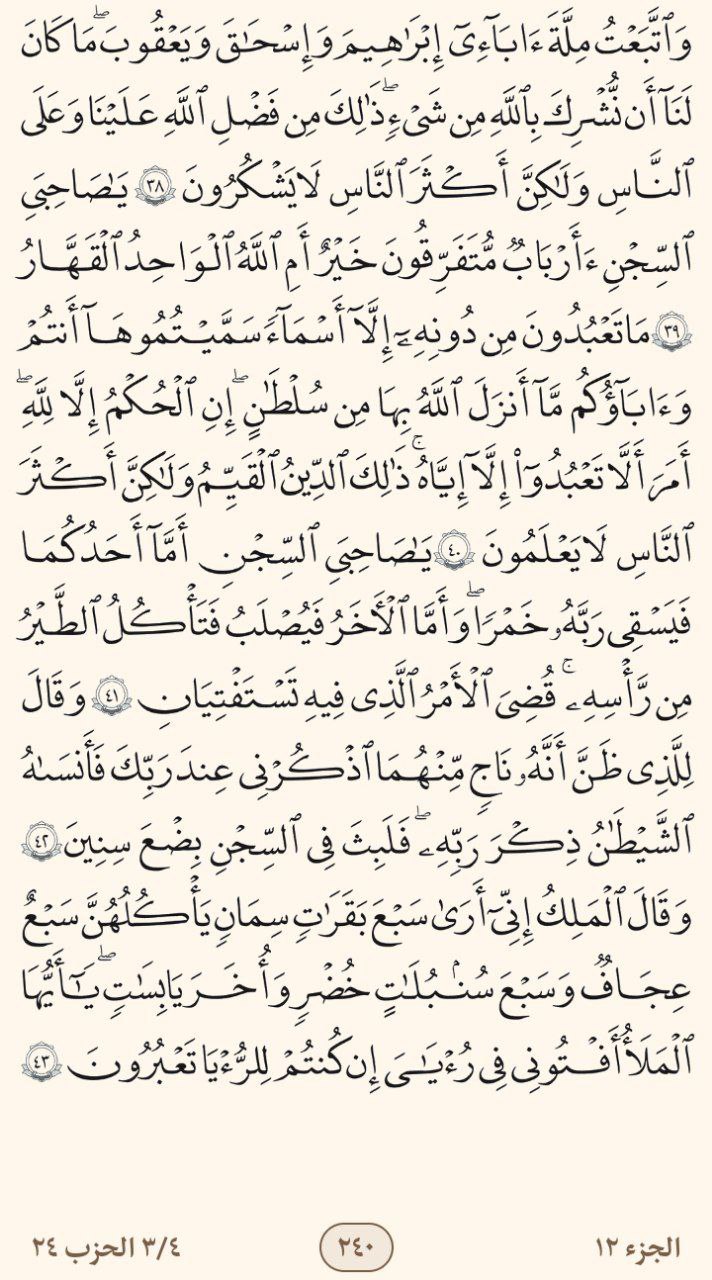 وَٱتَّبَعْتُ مِلَّةَ ءَابَآءِىٓ إِبْرَٰهِيمَ وَإِسْحَـٰقَ وَيَعْقُوبَ ۚ مَا كَانَ
لَنَآ أَن نُّشْرِكَ بِٱللَّهِ مِن شَىْءٍ ۚ ذَٰلِكَ مِن فَضْلِ ٱللَّهِ عَلَيْنَا وَعَلَى
ٱلنَّاسِ وَلَـٰكِنَّ أَكْثَرَ ٱلنَّاسِ لَا يَشْكُرُونَ ٣٨ يَـٰصَـٰحِبَىِ
ٱلسِّجْنِ ءَأَرْبَابٌ مُّتَفَرِّقُونَ خَيْرٌ أَمِ ٱللَّهُ ٱلْوَٰحِدُ ٱلْقَهَّارُ
٣٩ مَا تَعْبُدُونَ مِن دُونِهِۦٓ إِلَّآ أَسْمَآءً سَمَّيْتُمُوهَآ أَنتُمْ
وَءَابَآؤُكُم مَّآ أَنزَلَ ٱللَّهُ بِهَا مِن سُلْطَـٰنٍ ۚ إِنِ ٱلْحُكْمُ إِلَّا لِلَّهِ ۚ
أَمَرَ أَلَّا تَعْبُدُوٓا۟ إِلَّآ إِيَّاهُ ۚ ذَٰلِكَ ٱلدِّينُ ٱلْقَيِّمُ وَلَـٰكِنَّ أَكْثَرَ
ٱلنَّاسِ لَا يَعْلَمُونَ ٤٠ يَـٰصَـٰحِبَىِ ٱلسِّجْنِ أَمَّآ أَحَدُكُمَا
فَيَسْقِى رَبَّهُۥ خَمْرًا ۖ وَأَمَّا ٱلْـَٔاخَرُ فَيُصْلَبُ فَتَأْكُلُ ٱلطَّيْرُ
مِن رَّأْسِهِۦ ۚ قُضِىَ ٱلْأَمْرُ ٱلَّذِى فِيهِ تَسْتَفْتِيَانِ ٤١ وَقَالَ
لِلَّذِى ظَنَّ أَنَّهُۥ نَاجٍ مِّنْهُمَا ٱذْكُرْنِى عِندَ رَبِّكَ فَأَنسَىٰهُ
ٱلشَّيْطَـٰنُ ذِكْرَ رَبِّهِۦ ۖ فَلَبِثَ فِى ٱلسِّجْنِ بِضْعَ سِنِينَ ٤٢
وَقَالَ ٱلْمَلِكُ إِنِّىٓ أَرَىٰ سَبْعَ بَقَرَٰتٍ سِمَانٍ يَأْكُلُهُنَّ سَبْعٌ
عِجَافٌ وَسَبْعَ سُنۢبُلَـٰتٍ خُضْرٍ وَأُخَرَ يَابِسَـٰتٍ ۖ يَـٰٓأَيُّهَا
ٱلْمَلَأُ أَفْتُونِى فِى رُءْيَـٰىَ إِن كُنتُمْ لِلرُّءْيَا تَعْبُرُونَ ٤٣
الجزء ١٢ ٢٤٠ ٣/٤ الحزب ٢٤